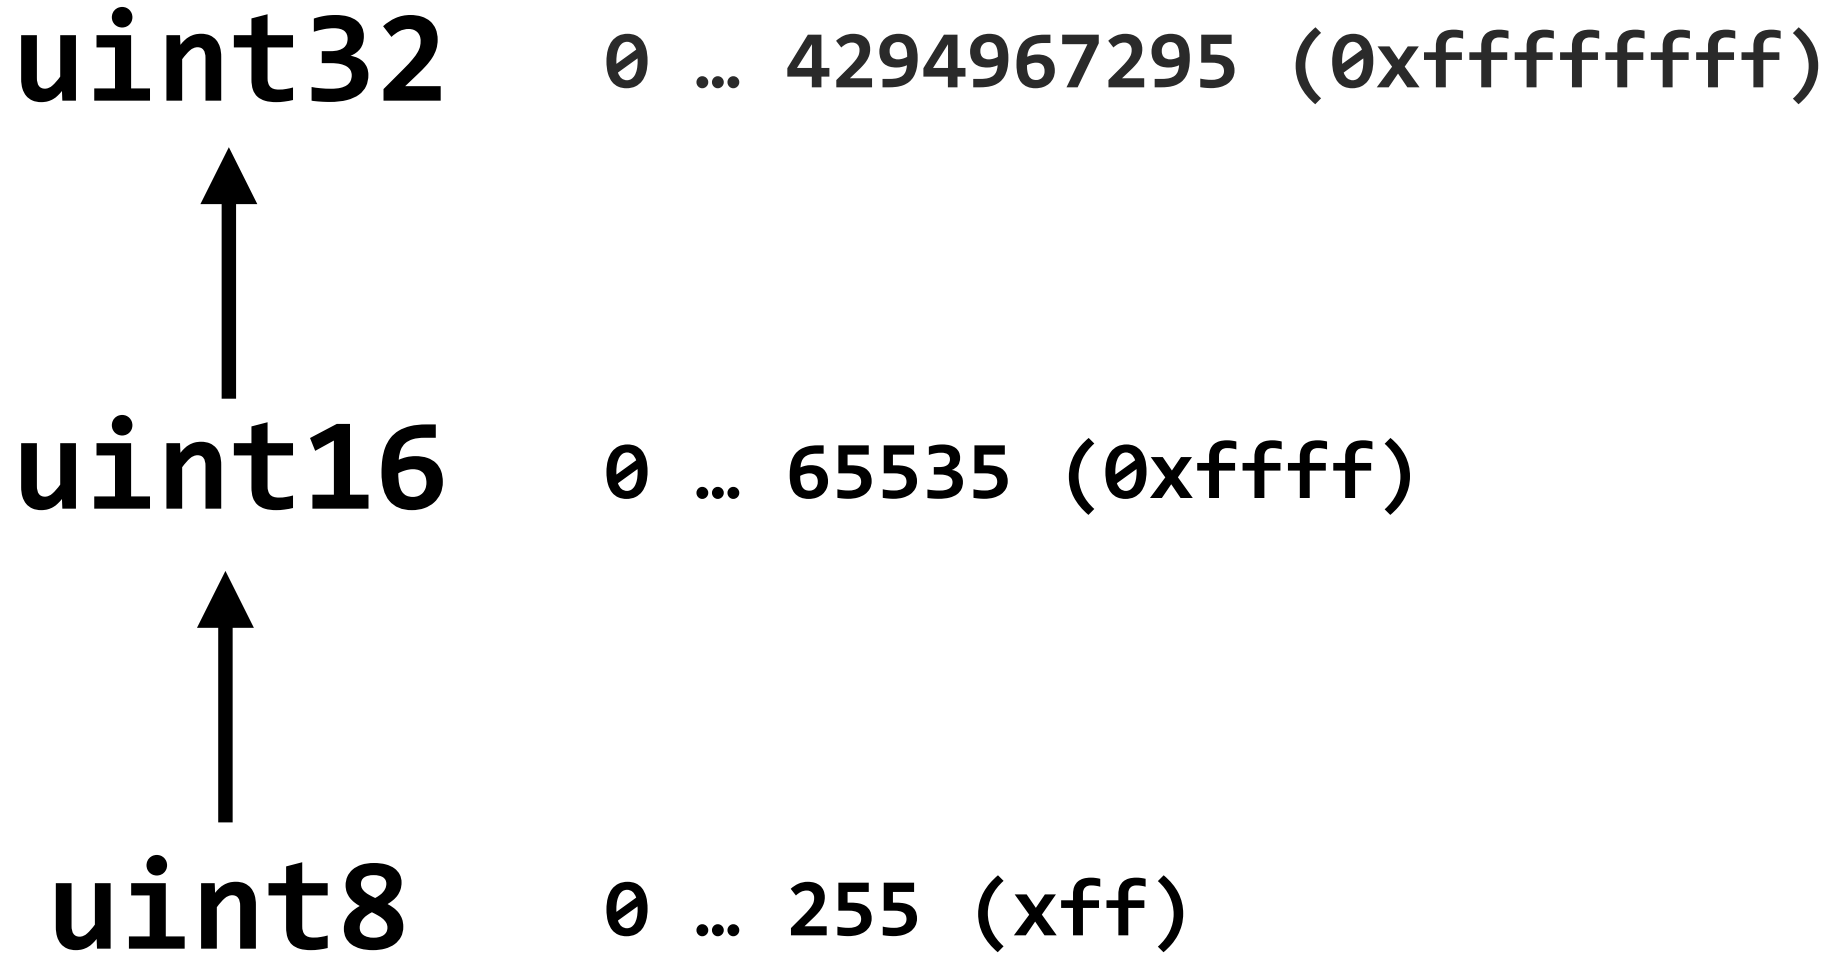 uint32 0 … 4294967295 (0xffffffff)
uint16 0 … 65535 (0xffff)
uint8 0 … 255 (xff)